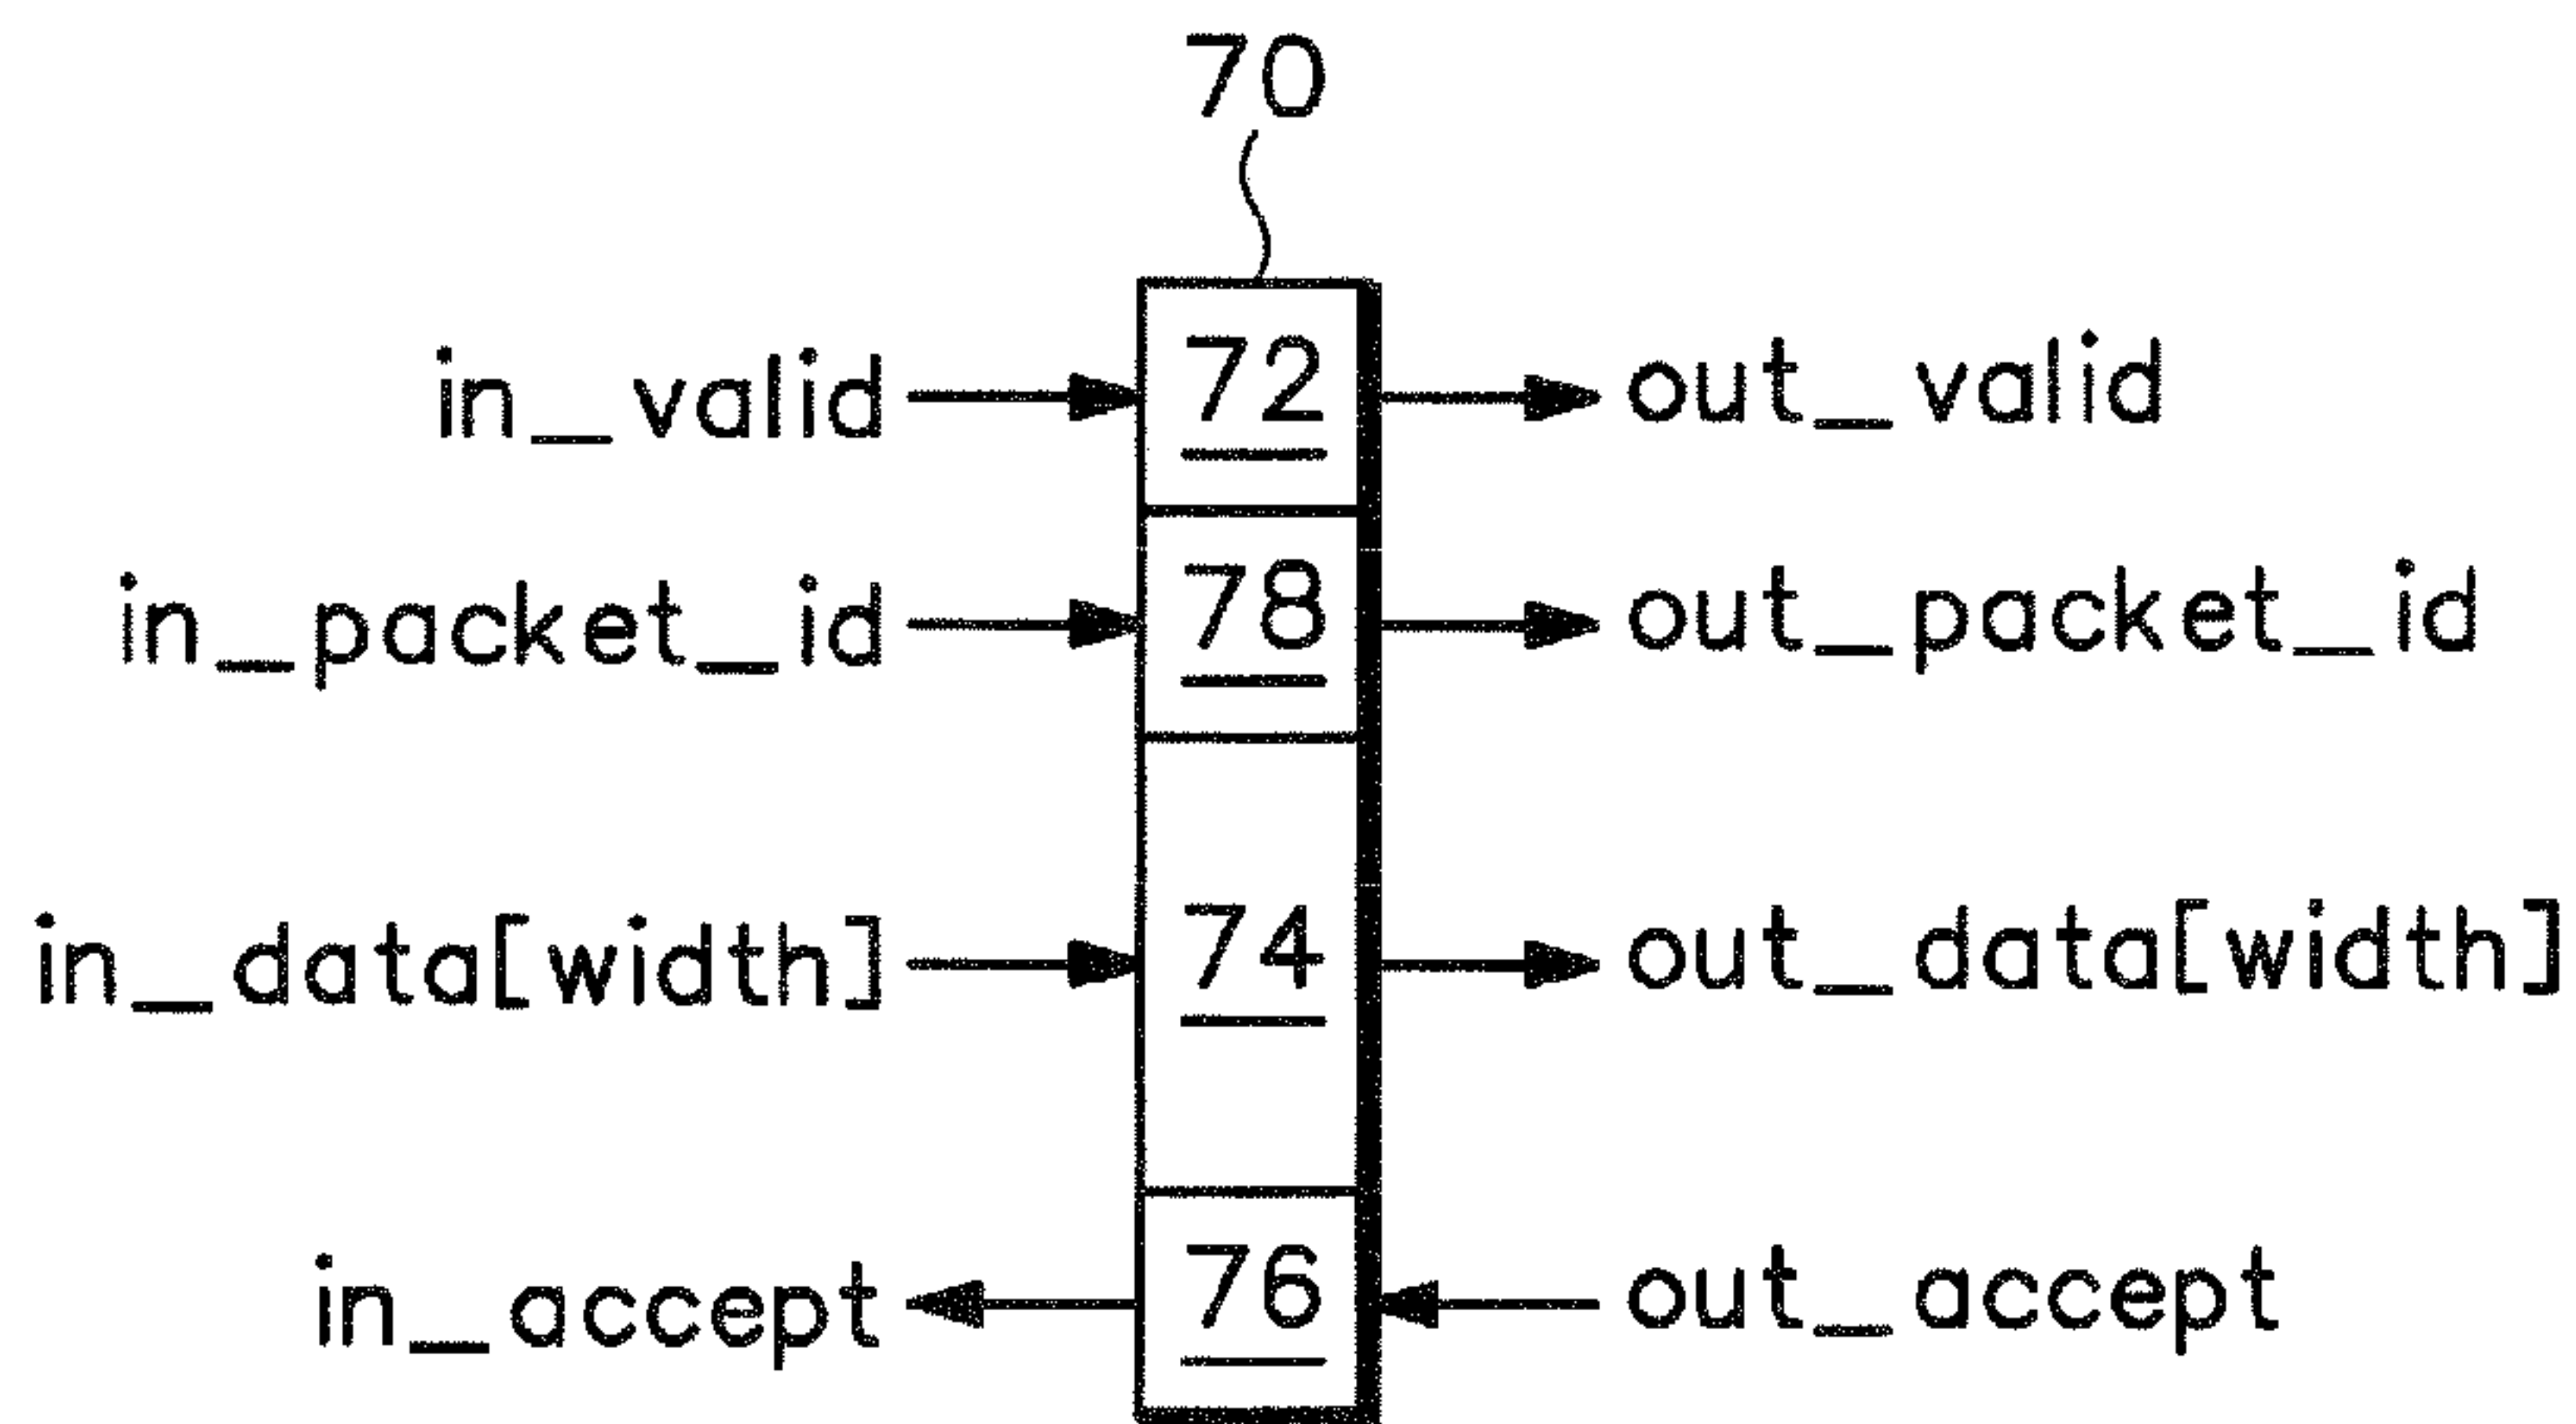 70
in_valid 72 out_valid
in_packet_id 78 out_packet_id
in_data[width] 74 out_data[width]
in_accept 76 out_accept